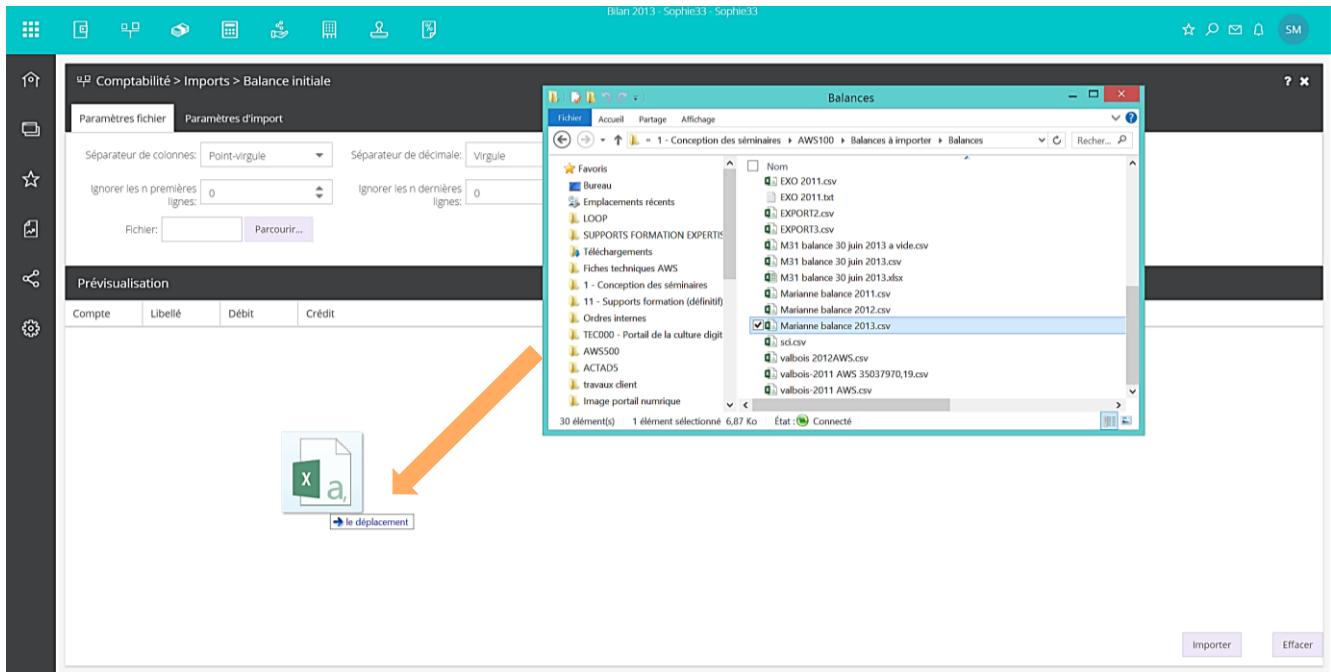 Bilan 2013 - Sophie33 - Sophie33
SM
Comptabilité > Imports > Balance initiale
? ×
Paramètres fichier Paramètres d'import
Séparateur de colonnes: Point-virgule Séparateur de décimale: Virgule
Ignorer les n premières lignes: 0 Ignorer les n dernières lignes: 0
Fichier: Parcourir...
Prévisualisation
Compte Libellé Débit Crédit
Balances
Fichier Accueil Partage Affichage
« 1 - Conception des séminaires AWS100 Balances à importer Balances Recher...
Favoris
Bureau
Emplacements récents
LOOP
SUPPORTS FORMATION EXPERTIS
Téléchargements
Fiches techniques AWS
1 - Conception des séminaires
11 - Supports formation (définitif)
Ordres internes
TEC000 - Portail de la culture digit
AWS500
ACTAD5
travaux client
Image portail numrique
Nom
EXO 2011.csv
EXO 2011.txt
EXPORT2.csv
EXPORT3.csv
M31 balance 30 juin 2013 a vide.csv
M31 balance 30 juin 2013.csv
M31 balance 30 juin 2013.xlsx
Marianne balance 2011.csv
Marianne balance 2012.csv
Marianne balance 2013.csv
sci.csv
valbois 2012AWS.csv
valbois-2011 AWS 35037970,19.csv
valbois-2011 AWS.csv
30 élément(s) 1 élément sélectionné 6,87 Ko État : Connecté
X a,
le déplacement
Importer Effacer